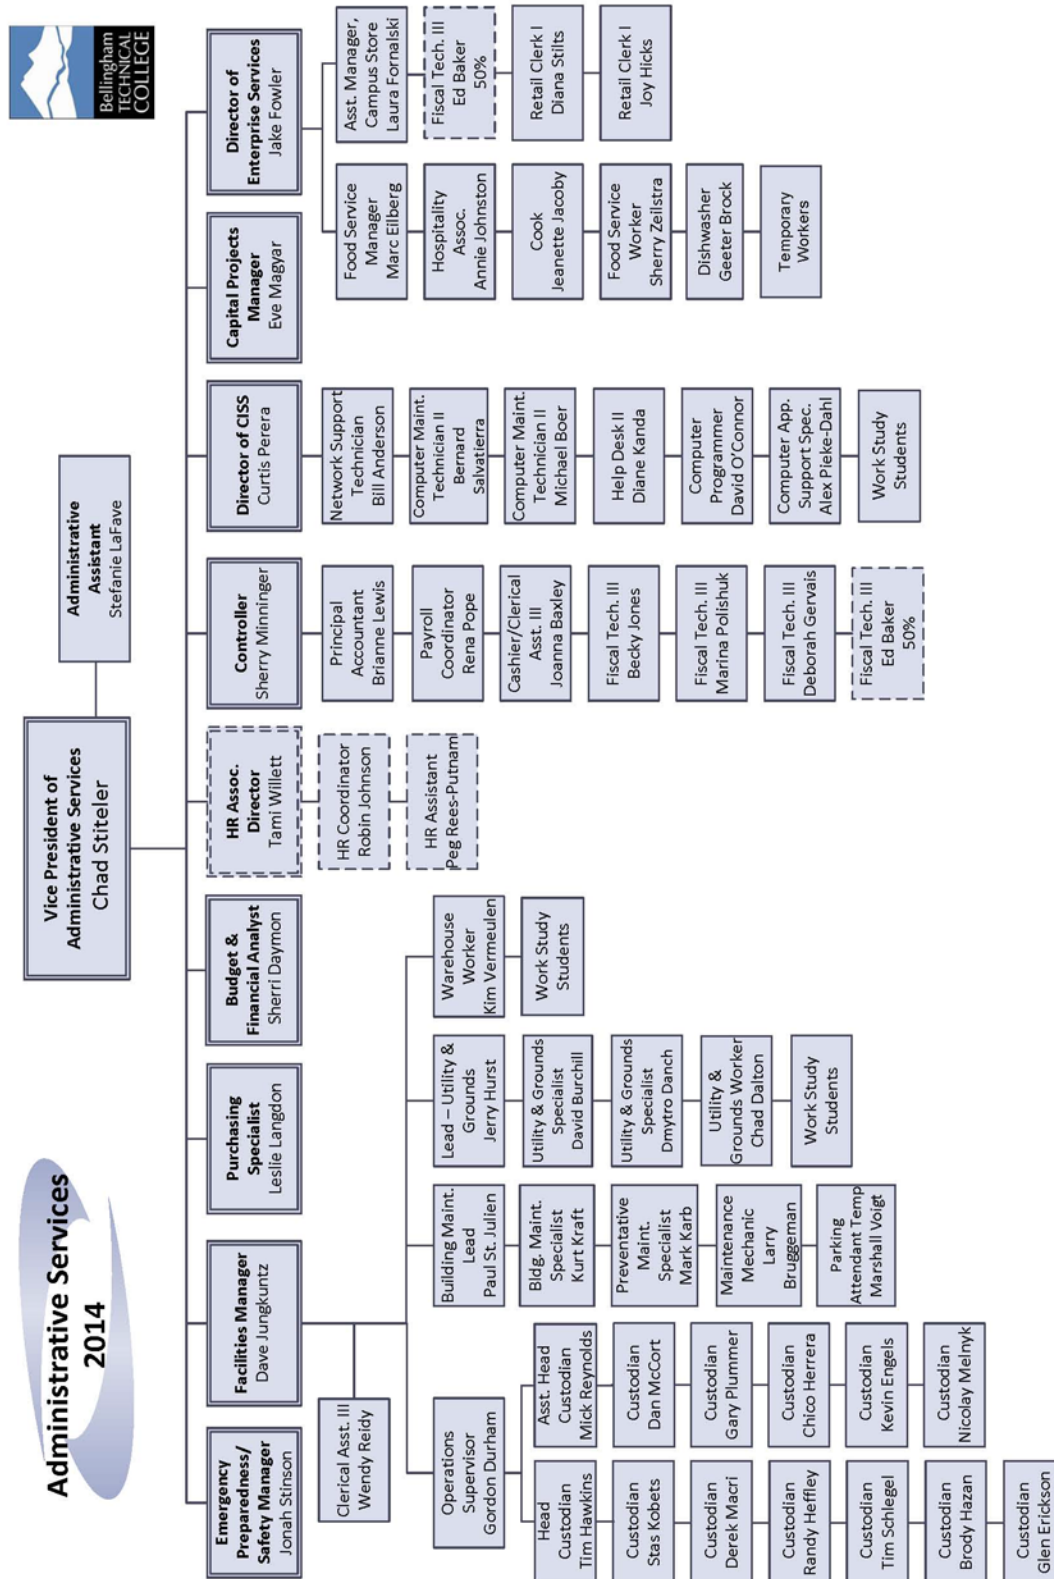 Administrative Services
2014
Bellingham
TECHNICAL
COLLEGE
Vice President of
Administrative Services
Chad Stiteler
Administrative
Assistant
Stefanie LaFave
Emergency
Preparedness/
Safety Manager
Jonah Stinson
Facilities Manager
Dave Jungkuntz
Purchasing
Specialist
Leslie Langdon
Budget &
Financial Analyst
Sherri Daymon
HR Assoc.
Director
Tami Willett
Controller
Sherry Minninger
Director of CISS
Curtis Perera
Capital Projects
Manager
Eve Magyar
Director of
Enterprise Services
Jake Fowler
Clerical Asst. III
Wendy Reidy
Operations
Supervisor
Gordon Durham
Head
Custodian
Tim Hawkins
Custodian
Stas Kobets
Custodian
Derek Macri
Custodian
Randy Heffley
Custodian
Tim Schlegel
Custodian
Brody Hazan
Custodian
Glen Erickson
Asst. Head
Custodian
Mick Reynolds
Custodian
Dan McCort
Custodian
Gary Plummer
Custodian
Chico Herrera
Custodian
Kevin Engels
Custodian
Nicolay Melnyk
Building Maint.
Lead
Paul St. Julien
Bldg. Maint.
Specialist
Kurt Kraft
Preventative
Maint.
Specialist
Mark Karb
Maintenance
Mechanic
Larry
Bruggeman
Parking
Attendant Temp
Marshall Voigt
Lead – Utility &
Grounds
Jerry Hurst
Utility & Grounds
Specialist
David Burchill
Utility & Grounds
Specialist
Dmytro Danch
Utility &
Grounds Worker
Chad Dalton
Work Study
Students
Warehouse
Worker
Kim Vermeulen
Work Study
Students
HR Coordinator
Robin Johnson
HR Assistant
Peg Rees-Putnam
Principal
Accountant
Brianne Lewis
Payroll
Coordinator
Rena Pope
Cashier/Clerical
Asst. III
Joanna Baxley
Fiscal Tech. III
Becky Jones
Fiscal Tech. III
Marina Polishuk
Fiscal Tech. III
Deborah Gervais
Fiscal Tech. III
Ed Baker
50%
Network Support
Technician
Bill Anderson
Computer Maint.
Technician II
Bernard
Salvatierra
Computer Maint.
Technician II
Michael Boer
Help Desk II
Diane Kanda
Computer
Programmer
David O'Connor
Computer App.
Support Spec.
Alex Pieke-Dahl
Work Study
Students
Food Service
Manager
Marc Eilberg
Hospitality
Assoc.
Annie Johnston
Cook
Jeanette Jacoby
Food Service
Worker
Sherry Zeilstra
Dishwasher
Geeter Brock
Temporary
Workers
Asst. Manager,
Campus Store
Laura Fornalski
Fiscal Tech. III
Ed Baker
50%
Retail Clerk I
Diana Stilts
Retail Clerk I
Joy Hicks